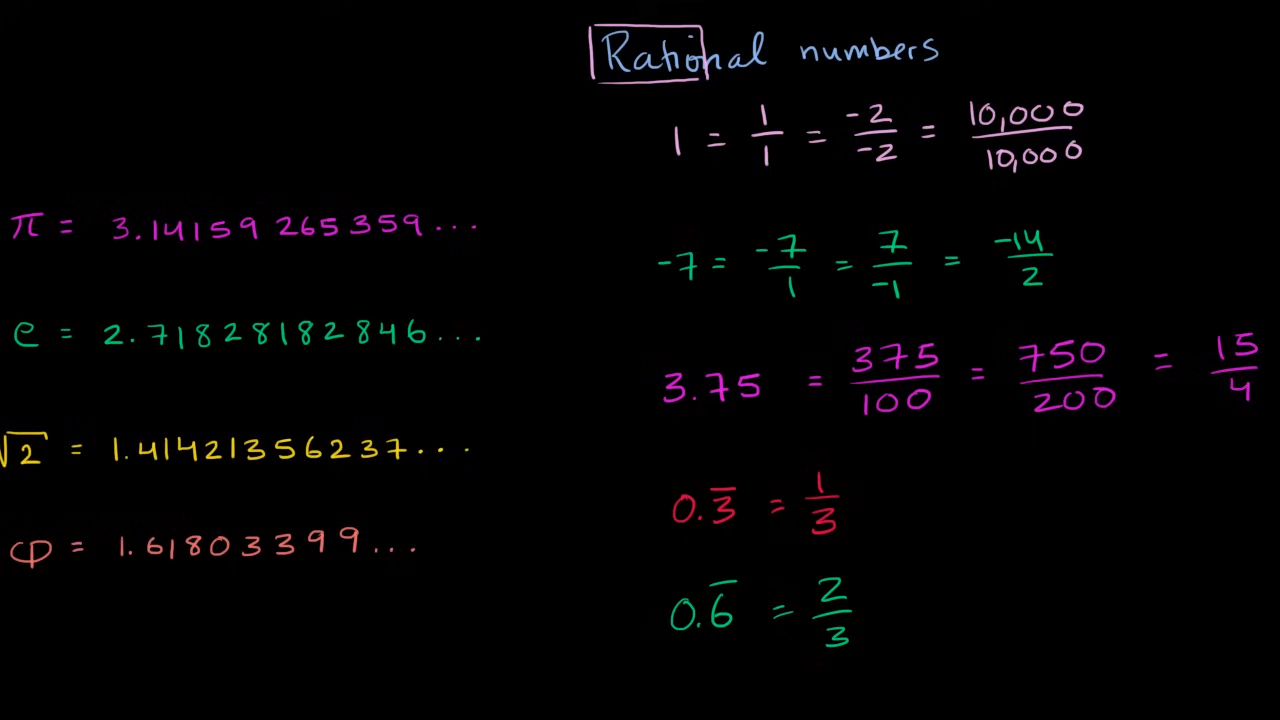 Rational numbers
1 = 1/1 = -2/-2 = 10,000/10,000
π = 3.14159265359...
-7 = -7/1 = 7/-1 = -14/2
e = 2.71828182846...
3.75 = 375/100 = 750/200 = 15/4
√2 = 1.41421356237...
0.3̅ = 1/3
φ = 1.61803399...
0.6̅ = 2/3